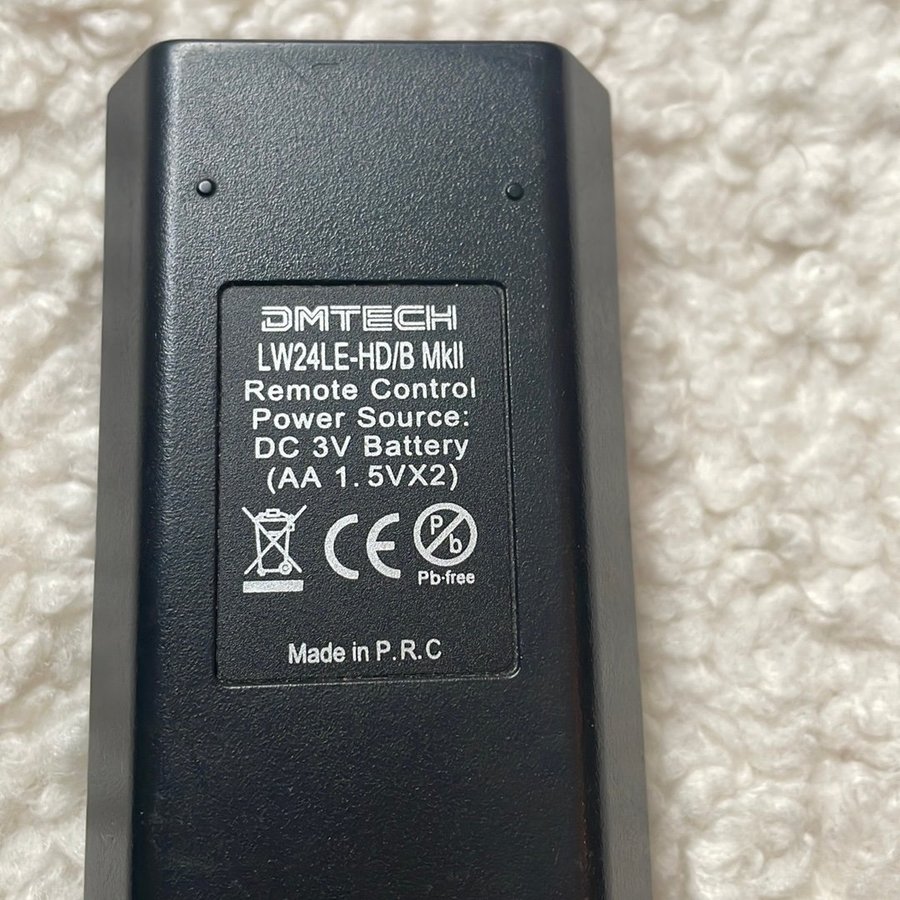 DMTECH
LW24LE-HD/B MkII
Remote Control
Power Source:
DC 3V Battery
(AA 1.5VX2)
CE Pb
Pb-free
Made in P.R.C